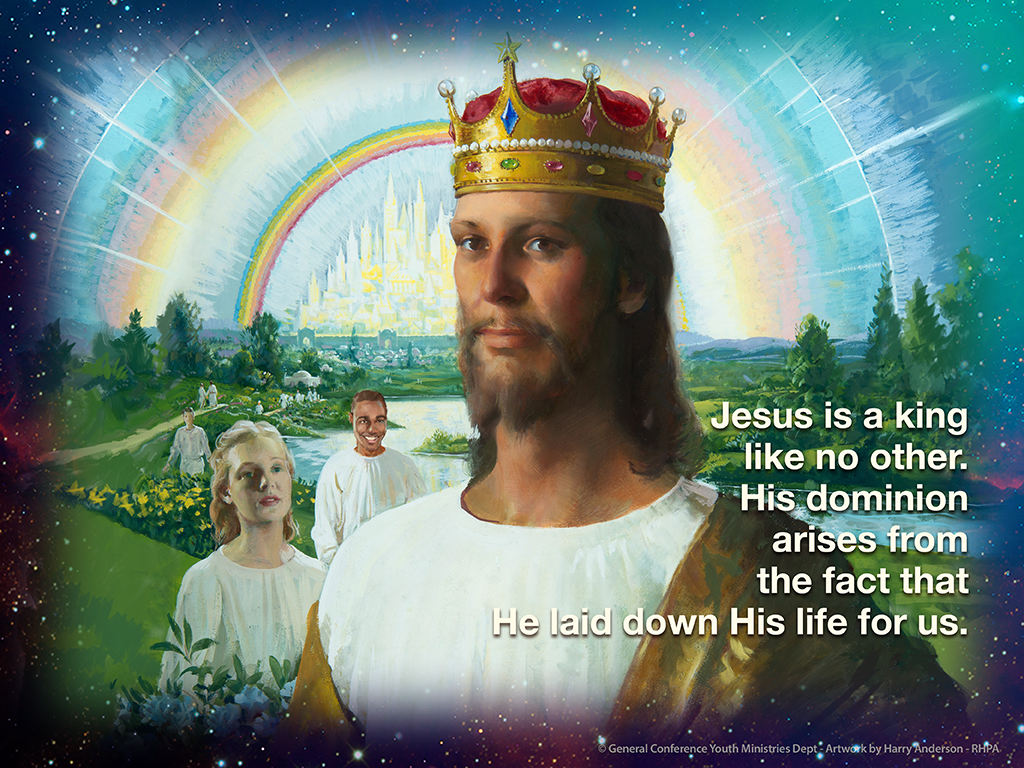 Jesus is a king
like no other.
His dominion
arises from
the fact that
He laid down His life for us.
© General Conference Youth Ministries Dept - Artwork by Harry Anderson - RHPA